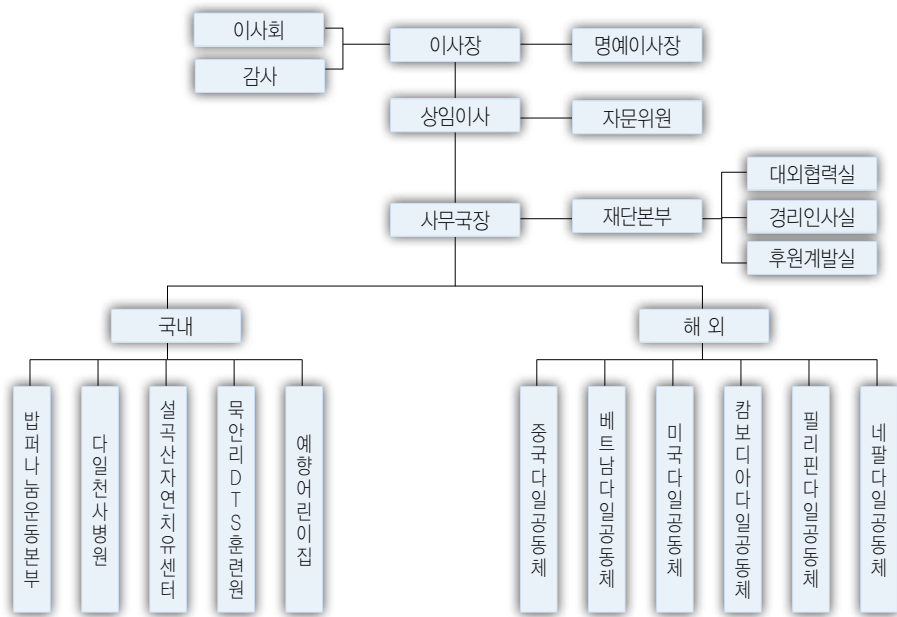 이사회
이사장
명예이사장
감사
상임이사
자문위원
대외협력실
사무국장
재단본부
경리인사실
후원계발실
국내
해 외
밥퍼나눔운동본부
다일천사병원
설곡산자연치유센터
묵안리DTS훈련원
예향어린이집
중국다일공동체
베트남다일공동체
미국다일공동체
캄보디아다일공동체
필리핀다일공동체
네팔다일공동체